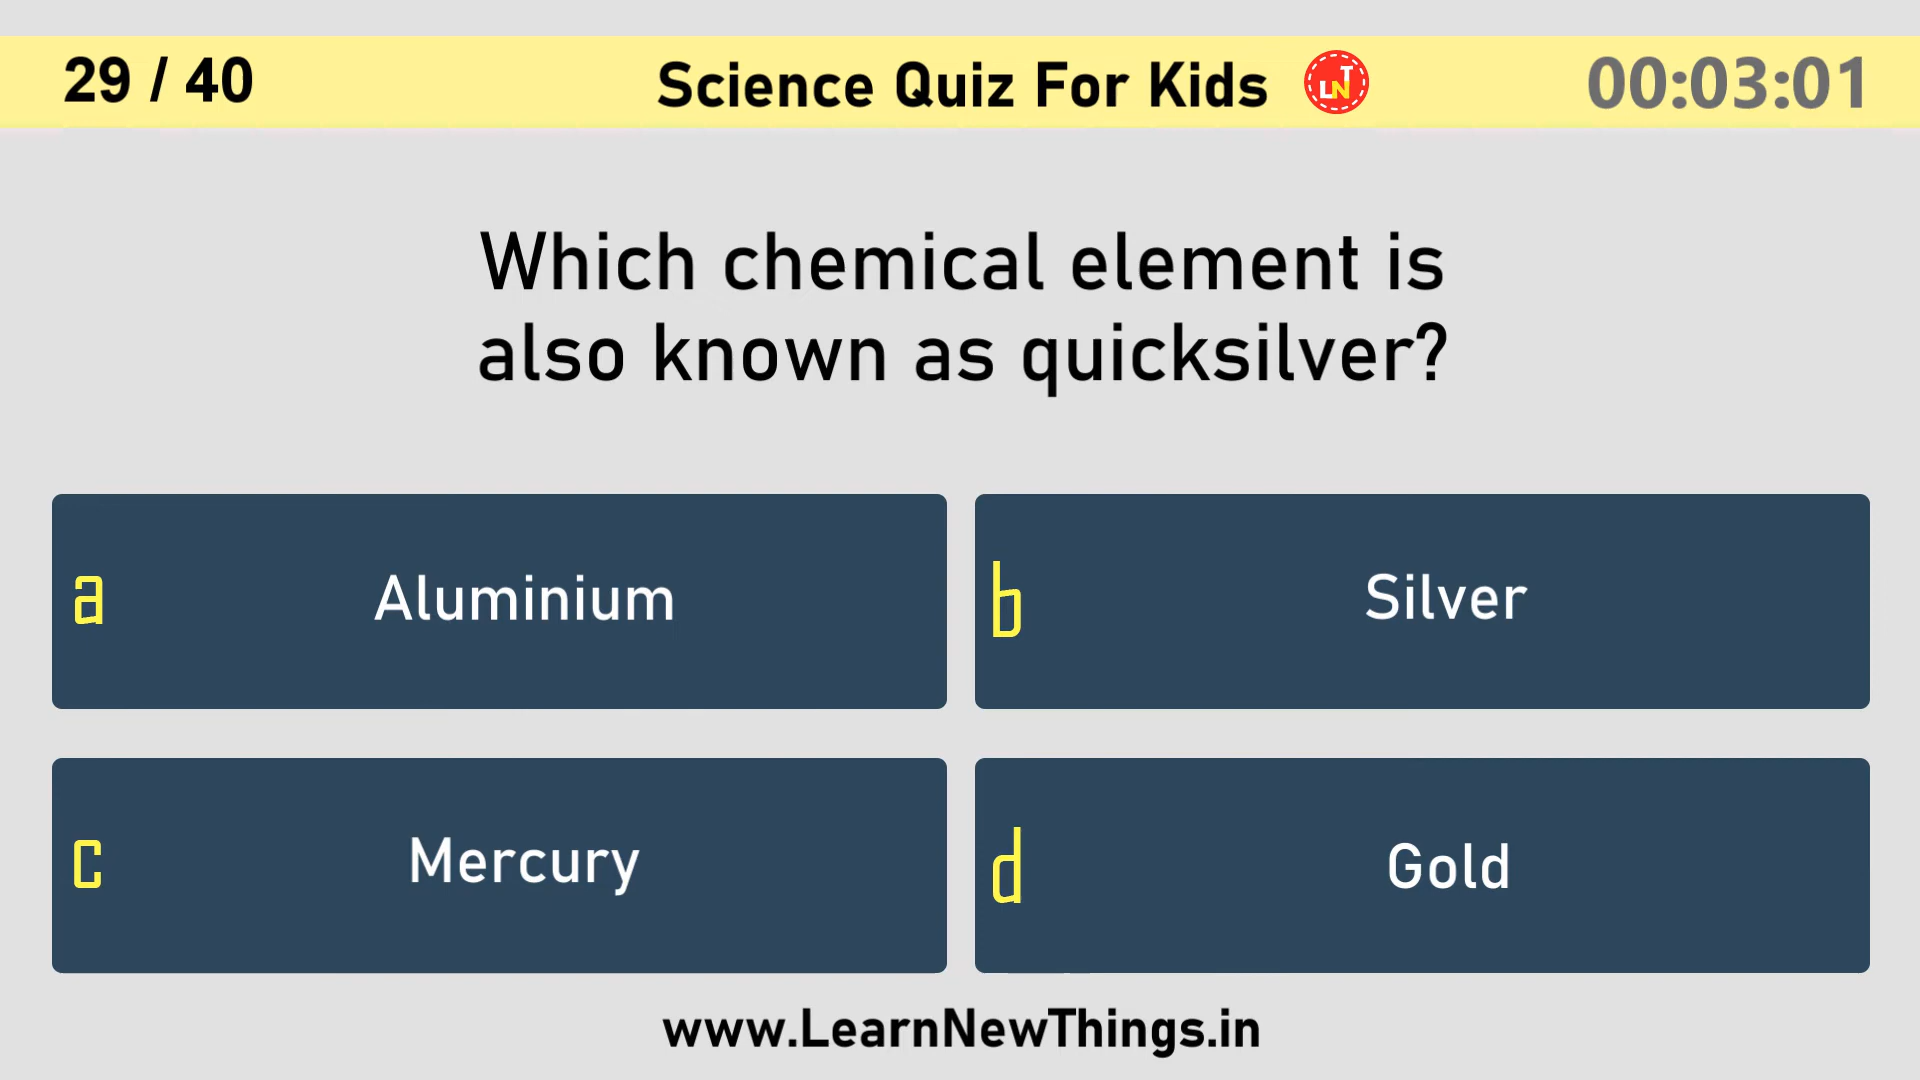 29 / 40
Science Quiz For Kids
LNT
00:03:01
Which chemical element is
also known as quicksilver?
a Aluminium
b Silver
c Mercury
d Gold
www.LearnNewThings.in